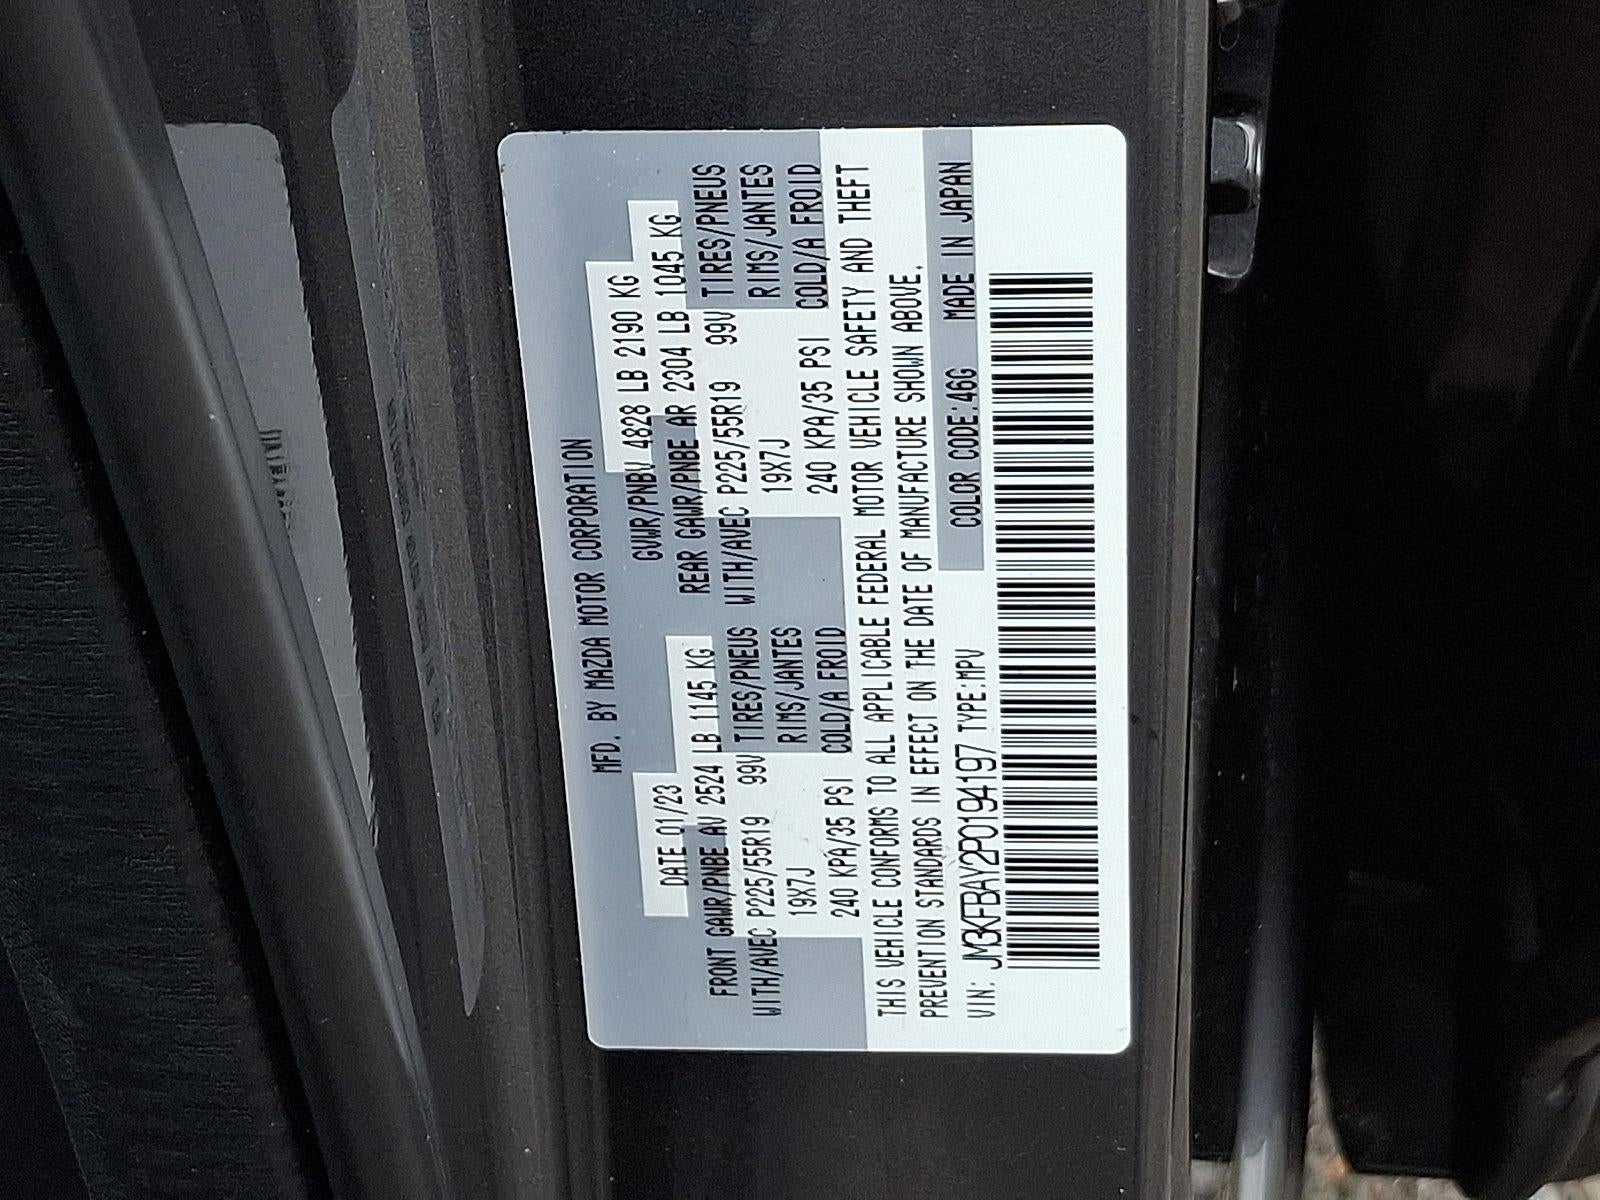 MFD. BY MAZDA MOTOR CORPORATION
DATE 01/23 GVWR/PNBV 4828 LB 2190 KG
FRONT GAWR/PNBE AV 2524 LB 1145 KG REAR GAWR/PNBE AR 2304 LB 1045 KG
WITH/AVEC P225/55R19 99V TIRES/PNEUS WITH/AVEC P225/55R19 99V TIRES/PNEUS
19X7J RIMS/JANTES 19X7J RIMS/JANTES
240 KPA/35 PSI COLD/A FROID 240 KPA/35 PSI COLD/A FROID
THIS VEHICLE CONFORMS TO ALL APPLICABLE FEDERAL MOTOR VEHICLE SAFETY AND THEFT
PREVENTION STANDARDS IN EFFECT ON THE DATE OF MANUFACTURE SHOWN ABOVE.
VIN: JM3KFBAY2P0194197 TYPE:MPV COLOR CODE:46G MADE IN JAPAN